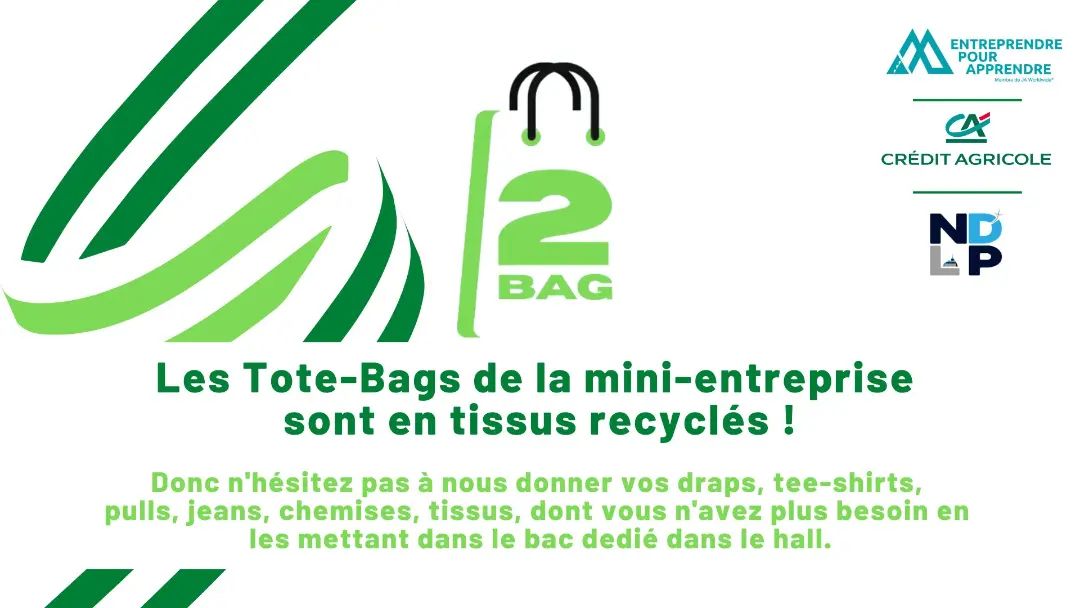 ENTREPRENDRE
POUR
APPRENDRE
Membre de JA Worldwide®
CRÉDIT AGRICOLE
ND
LP
2
BAG
Les Tote-Bags de la mini-entreprise
sont en tissus recyclés !
Donc n'hésitez pas à nous donner vos draps, tee-shirts,
pulls, jeans, chemises, tissus, dont vous n'avez plus besoin en
les mettant dans le bac dedié dans le hall.